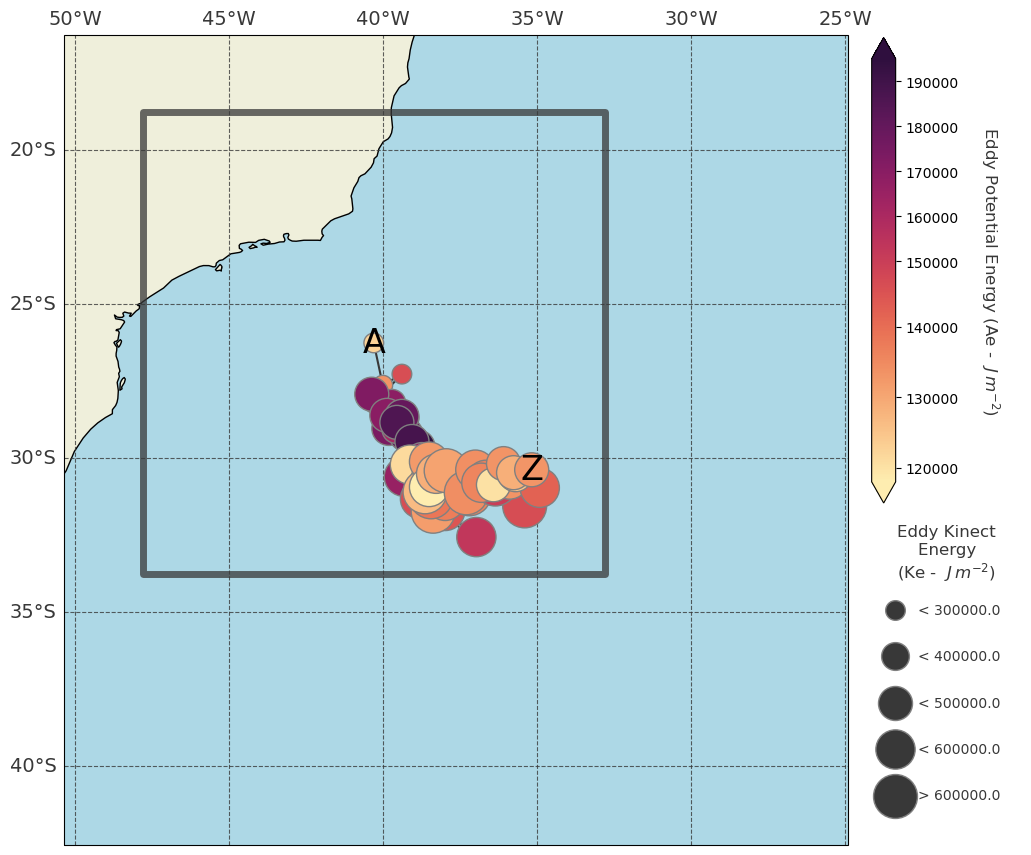 50°W 45°W 40°W 35°W 30°W 25°W
20°S
25°S
30°S
35°S
40°S
A
Z
190000
180000
170000
160000
150000
140000
130000
120000
Eddy Potential Energy (Ae - J m⁻²)
Eddy Kinect
Energy
(Ke - J m⁻²)
< 300000.0
< 400000.0
< 500000.0
< 600000.0
> 600000.0